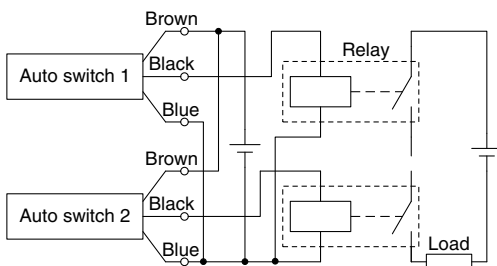 Brown
Auto switch 1
Black
Blue
Relay
Brown
Auto switch 2
Black
Blue
Load